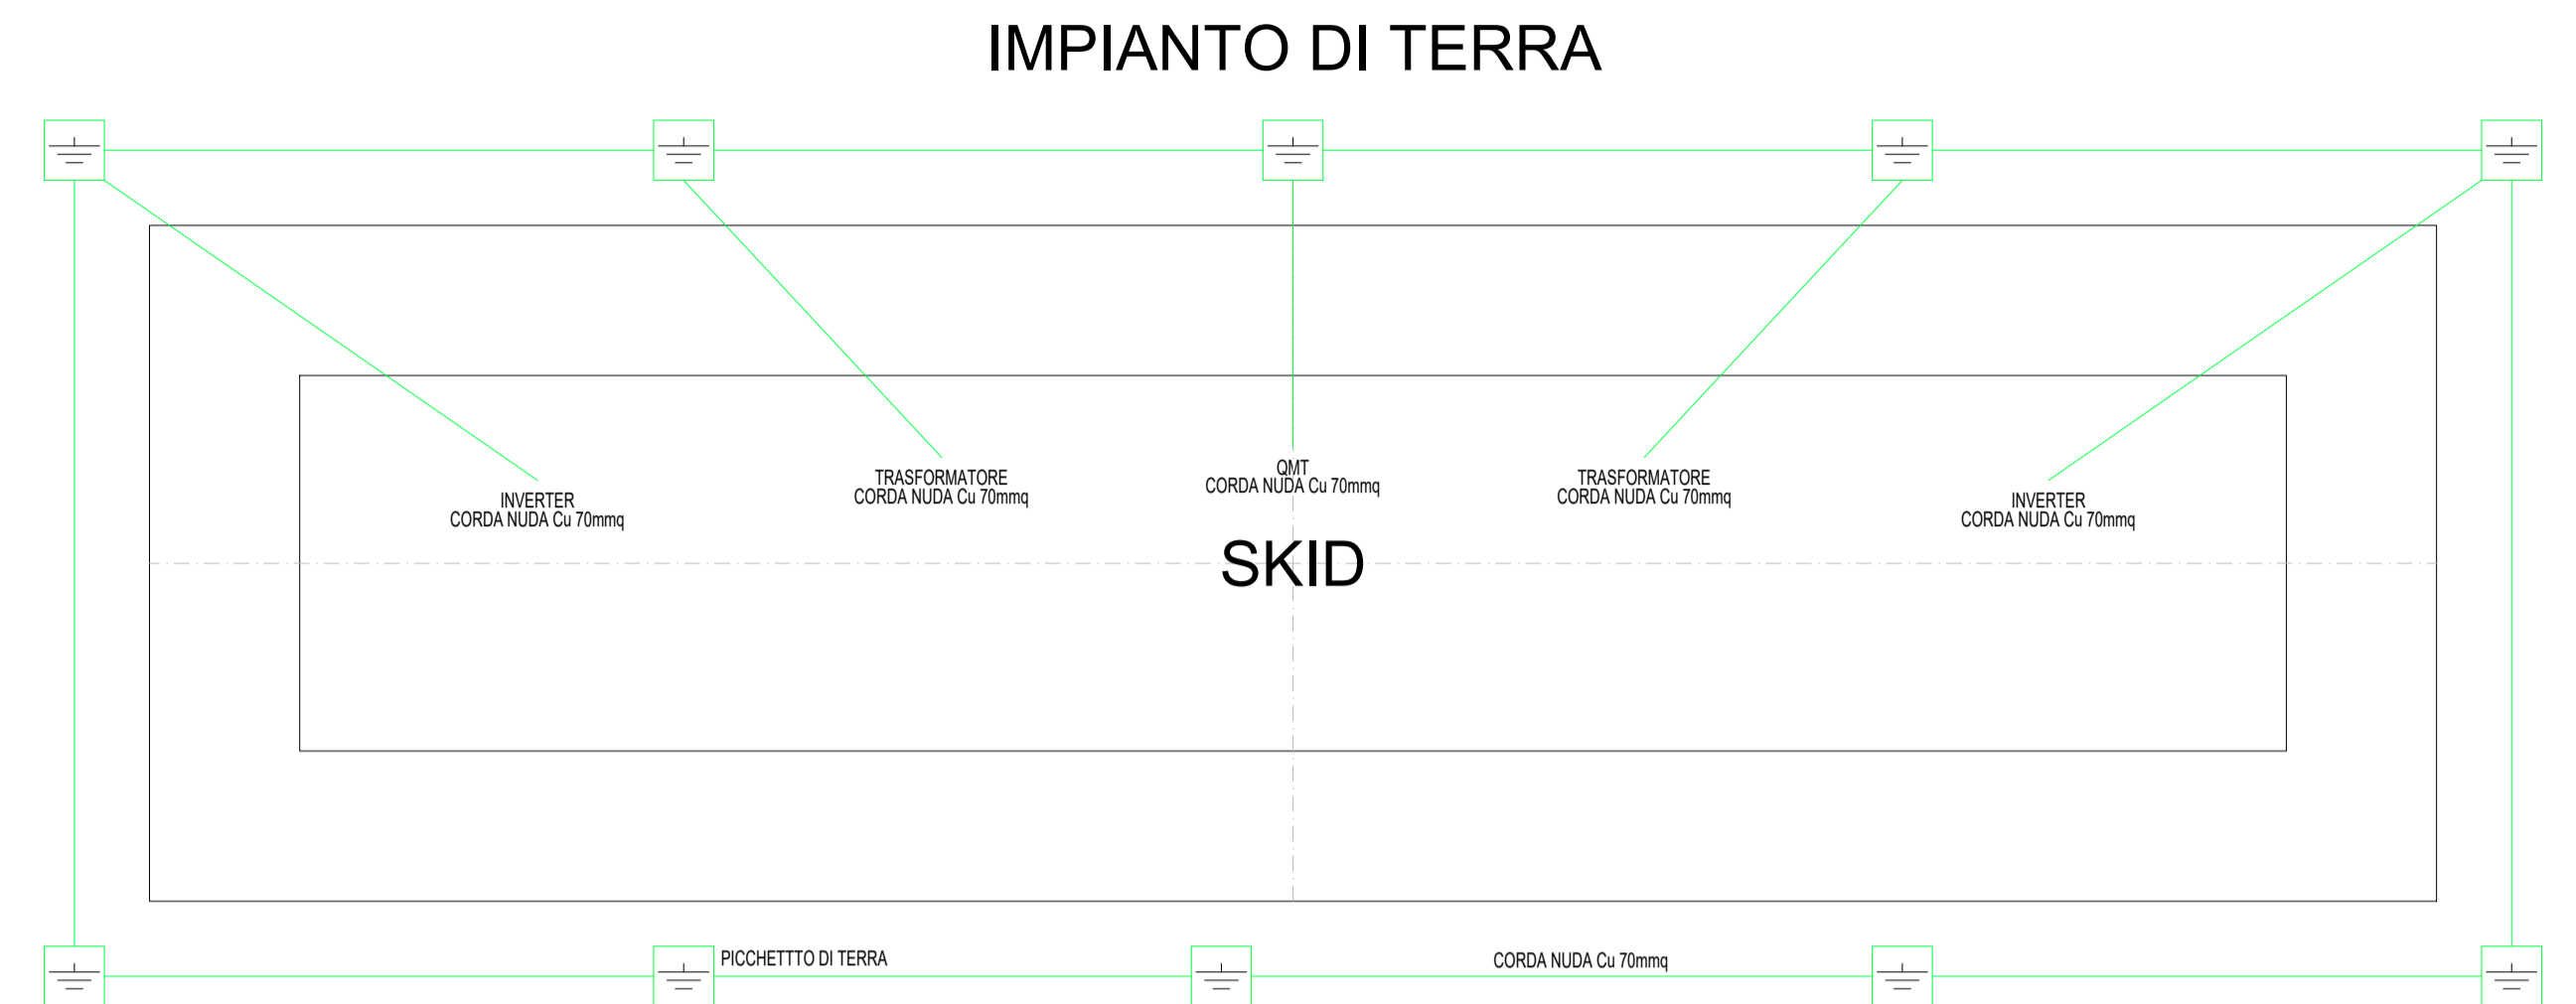 IMPIANTO DI TERRA
INVERTER
CORDA NUDA Cu 70mmq
TRASFORMATORE
CORDA NUDA Cu 70mmq
QMT
CORDA NUDA Cu 70mmq
TRASFORMATORE
CORDA NUDA Cu 70mmq
INVERTER
CORDA NUDA Cu 70mmq
SKID
PICCHETTTO DI TERRA
CORDA NUDA Cu 70mmq